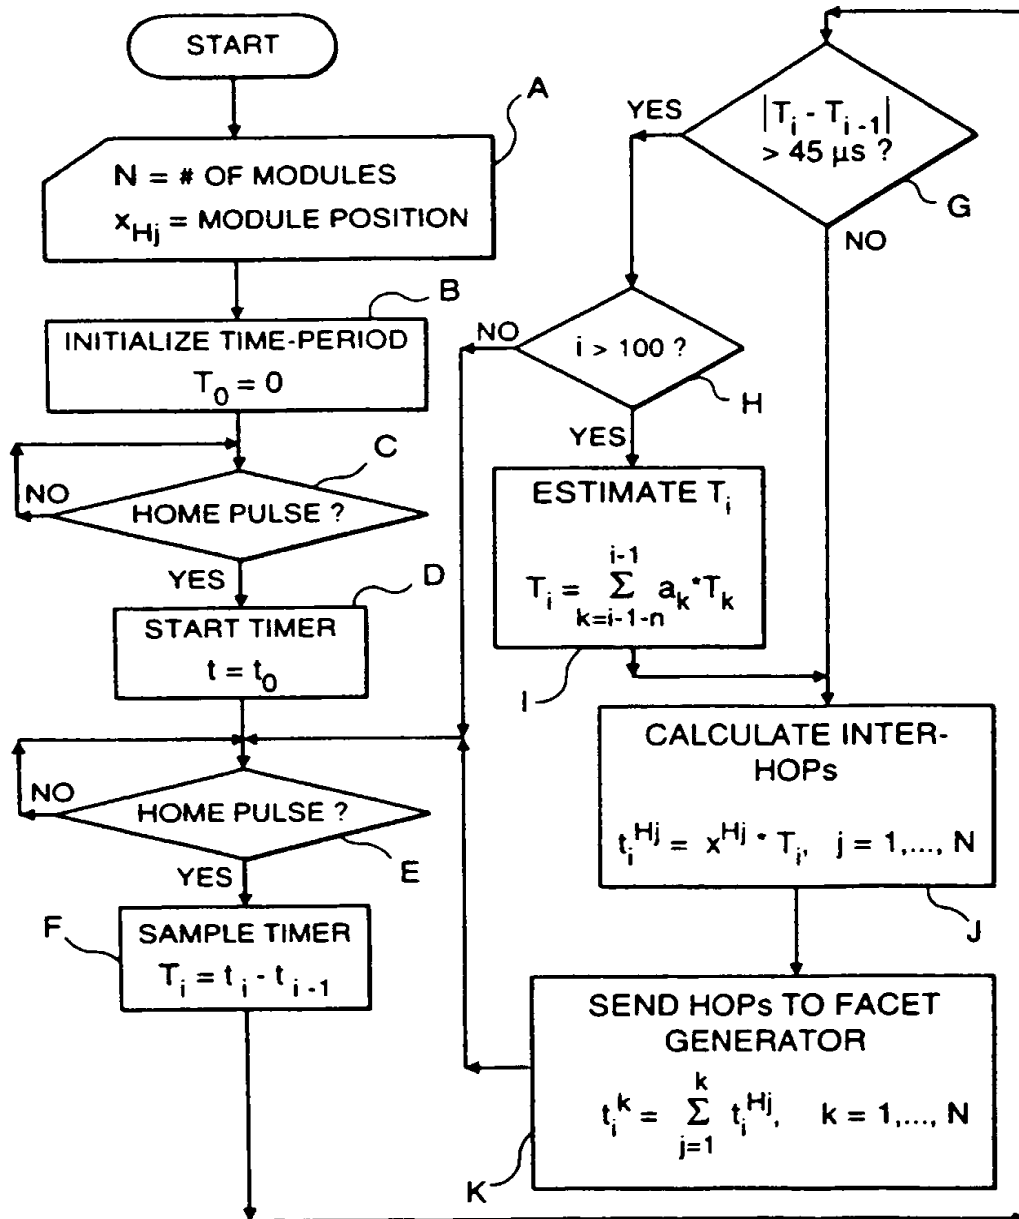 START
A
N = # OF MODULES
x_Hj = MODULE POSITION
B
INITIALIZE TIME-PERIOD
T_0 = 0
C
NO
HOME PULSE ?
YES
D
START TIMER
t = t_0
NO
HOME PULSE ?
E
YES
F
SAMPLE TIMER
T_i = t_i - t_i-1
YES
|T_i - T_i-1|
> 45 µs ?
G
NO
NO
i > 100 ?
H
YES
ESTIMATE T_i
i-1
T_i = Σ a_k * T_k
k=i-1-n
I
CALCULATE INTER-
HOPs
t_i^Hj = x^Hj * T_i, j = 1,..., N
J
SEND HOPs TO FACET
GENERATOR
k
t_i^k = Σ t_i^Hj, k = 1,..., N
j=1
K